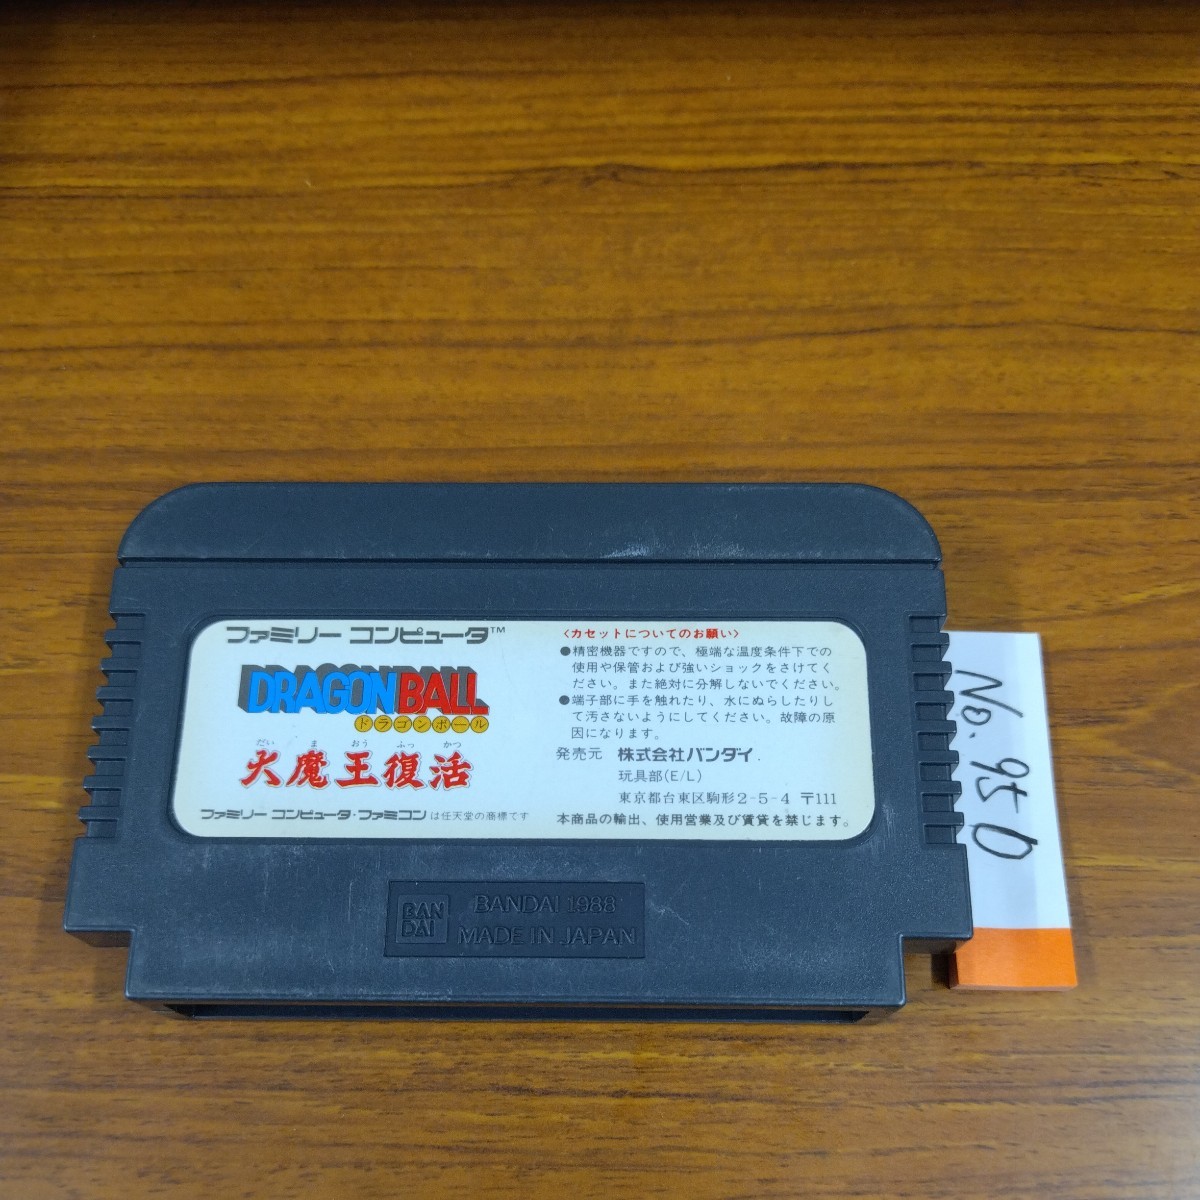 ファミリー コンピュータ™
DRAGON BALL
ドラゴンボール
だい ま おう ふっ かつ
大魔王復活
ファミリー コンピュータ・ファミコンは任天堂の商標です
〈カセットについてのお願い〉
●精密機器ですので、極端な温度条件下での
使用や保管および強いショックをさけてく
ださい。また絶対に分解しないでください。
●端子部に手を触れたり、水にぬらしたりし
て汚さないようにしてください。故障の原
因になります。
発売元 株式会社バンダイ.
玩具部(E/L)
東京都台東区駒形2-5-4 〒111
本商品の輸出、使用営業及び賃貸を禁じます。
BAN
DAI
BANDAI 1988
MADE IN JAPAN
No. 950